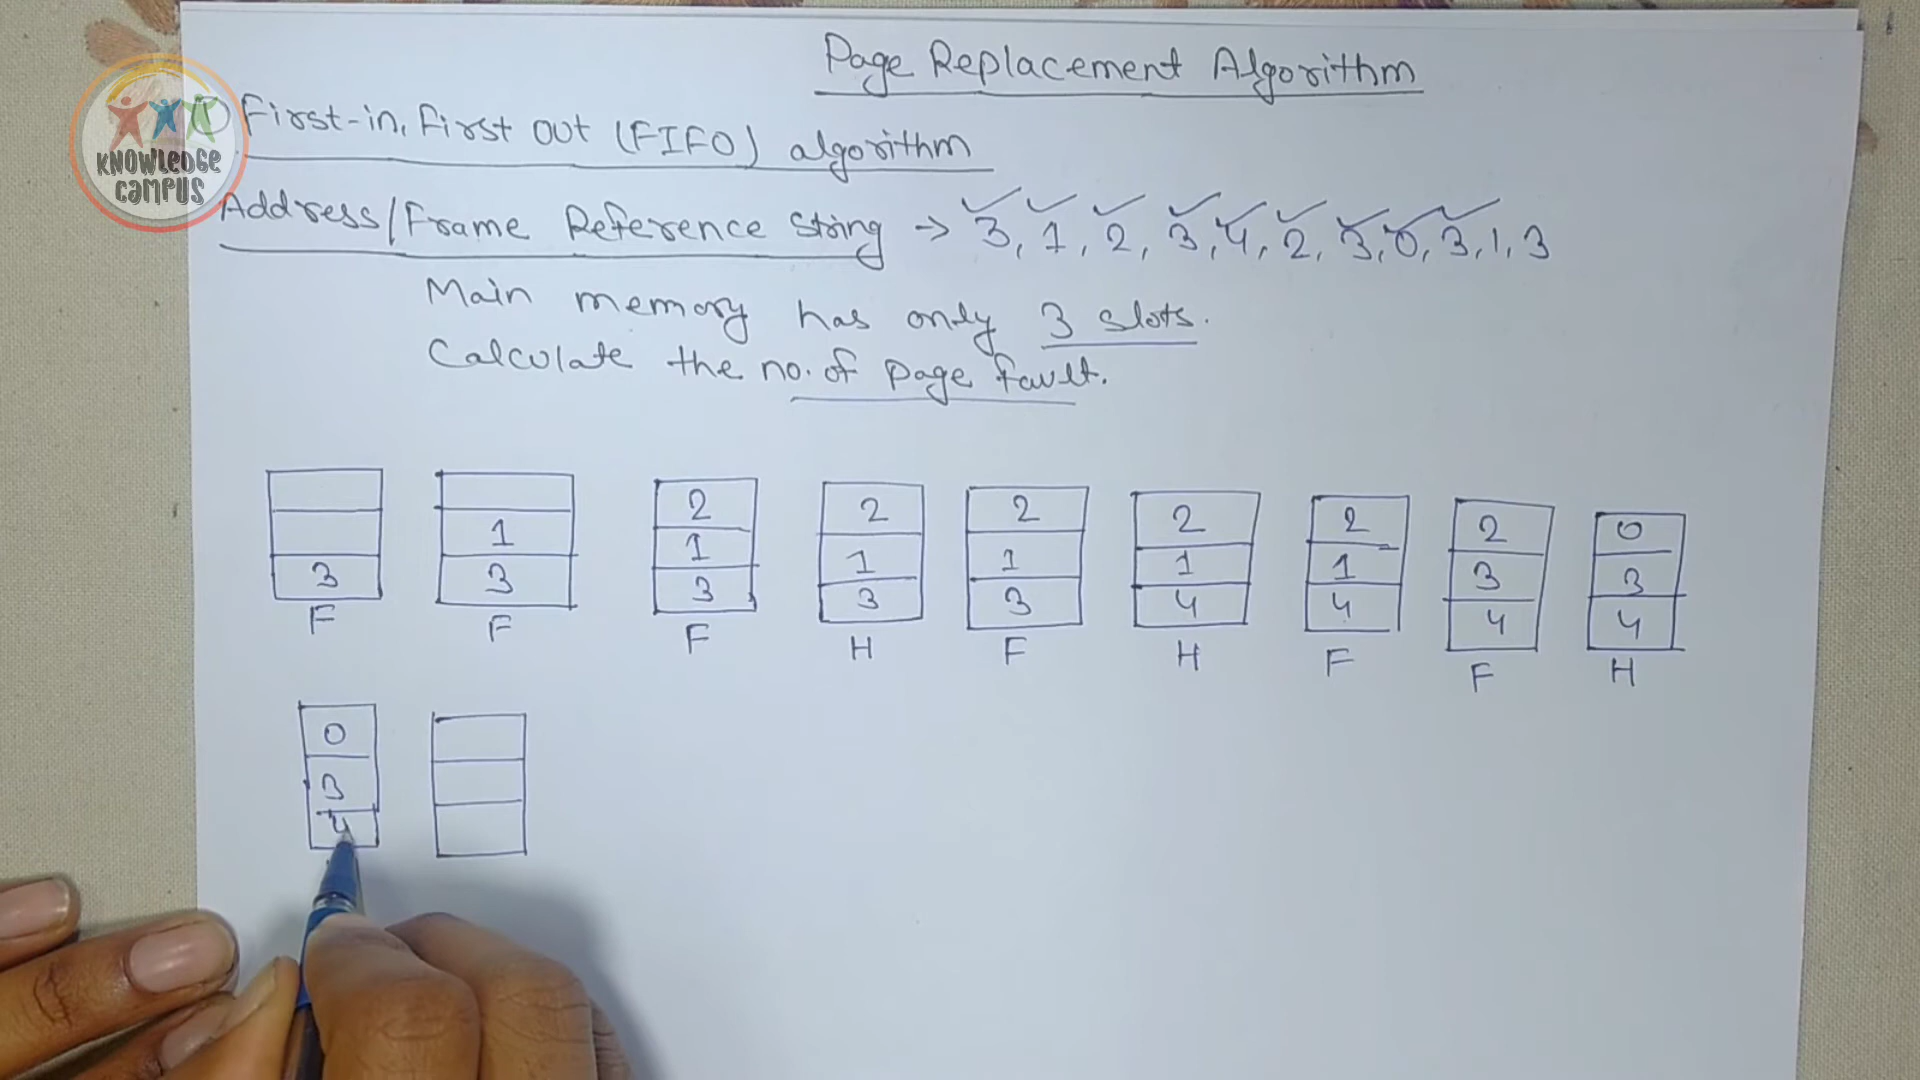 Page Replacement Algorithm
① First-in, First out (FIFO) algorithm
KNOWLEDGE
CAMPUS
Address/Frame Reference string → 3, 1, 2, 3, 4, 2, 3, 0, 3, 1, 3
Main memory has only 3 slots.
Calculate the no. of page fault.
2 2 2 2 2 2 0
1 1 1 1 1 1 3 3
3 3 3 3 3 4 4 4 4
F F F H F H F F H
0
3
4